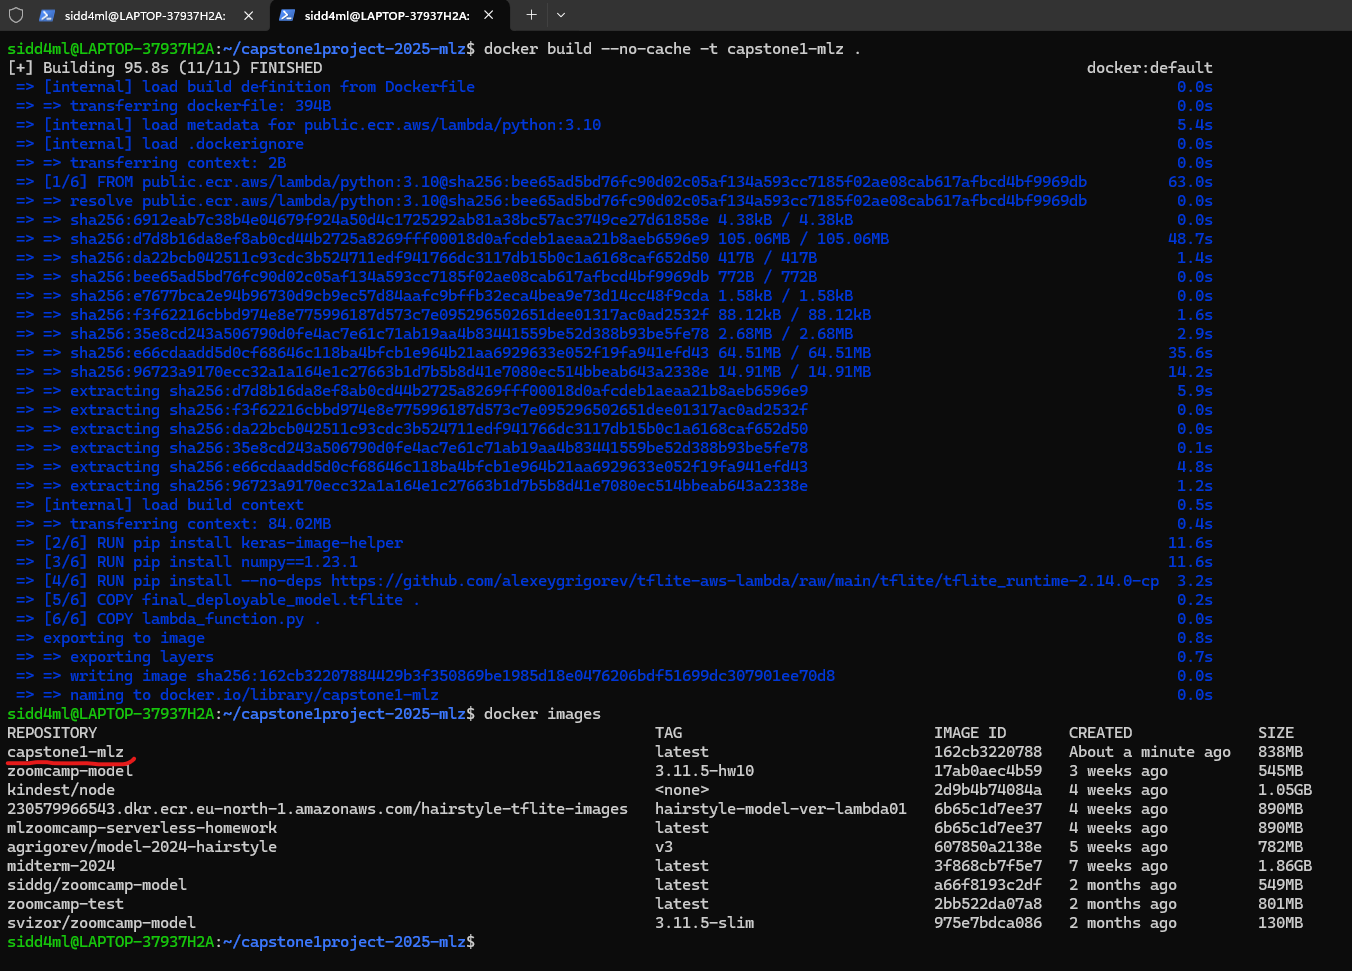 sidd4ml@LAPTOP-37937H2A: sidd4ml@LAPTOP-37937H2A:
sidd4ml@LAPTOP-37937H2A:~/capstone1project-2025-mlz$ docker build --no-cache -t capstone1-mlz .
[+] Building 95.8s (11/11) FINISHED docker:default
=> [internal] load build definition from Dockerfile 0.0s
=> => transferring dockerfile: 394B 0.0s
=> [internal] load metadata for public.ecr.aws/lambda/python:3.10 5.4s
=> [internal] load .dockerignore 0.0s
=> => transferring context: 2B 0.0s
=> [1/6] FROM public.ecr.aws/lambda/python:3.10@sha256:bee65ad5bd76fc90d02c05af134a593cc7185f02ae08cab617afbcd4bf9969db 63.0s
=> => resolve public.ecr.aws/lambda/python:3.10@sha256:bee65ad5bd76fc90d02c05af134a593cc7185f02ae08cab617afbcd4bf9969db 0.0s
=> => sha256:6912eab7c38b4e04679f924a50d4c1725292ab81a38bc57ac3749ce27d61858e 4.38kB / 4.38kB 0.0s
=> => sha256:d7d8b16da8ef8ab0cd44b2725a8269fff00018d0afcdeb1aeaa21b8aeb6596e9 105.06MB / 105.06MB 48.7s
=> => sha256:da22bcb042511c93cdc3b524711edf941766dc3117db15b0c1a6168caf652d50 417B / 417B 1.4s
=> => sha256:bee65ad5bd76fc90d02c05af134a593cc7185f02ae08cab617afbcd4bf9969db 772B / 772B 0.0s
=> => sha256:e7677bca2e94b96730d9cb9ec57d84aafc9bffb32eca4bea9e73d14cc48f9cda 1.58kB / 1.58kB 0.0s
=> => sha256:f3f62216cbbd974e8e775996187d573c7e095296502651dee01317ac0ad2532f 88.12kB / 88.12kB 1.6s
=> => sha256:35e8cd243a506790d0fe4ac7e61c71ab19aa4b83441559be52d388b93be5fe78 2.68MB / 2.68MB 2.9s
=> => sha256:e66cdaadd5d0cf68646c118ba4bfcb1e964b21aa6929633e052f19fa941efd43 64.51MB / 64.51MB 35.6s
=> => sha256:96723a9170ecc32a1a164e1c27663b1d7b5b8d41e7080ec514bbeab643a2338e 14.91MB / 14.91MB 14.2s
=> => extracting sha256:d7d8b16da8ef8ab0cd44b2725a8269fff00018d0afcdeb1aeaa21b8aeb6596e9 5.9s
=> => extracting sha256:f3f62216cbbd974e8e775996187d573c7e095296502651dee01317ac0ad2532f 0.0s
=> => extracting sha256:da22bcb042511c93cdc3b524711edf941766dc3117db15b0c1a6168caf652d50 0.0s
=> => extracting sha256:35e8cd243a506790d0fe4ac7e61c71ab19aa4b83441559be52d388b93be5fe78 0.1s
=> => extracting sha256:e66cdaadd5d0cf68646c118ba4bfcb1e964b21aa6929633e052f19fa941efd43 4.8s
=> => extracting sha256:96723a9170ecc32a1a164e1c27663b1d7b5b8d41e7080ec514bbeab643a2338e 1.2s
=> [internal] load build context 0.5s
=> => transferring context: 84.02MB 0.4s
=> [2/6] RUN pip install keras-image-helper 11.6s
=> [3/6] RUN pip install numpy==1.23.1 11.6s
=> [4/6] RUN pip install --no-deps https://github.com/alexeygrigorev/tflite-aws-lambda/raw/main/tflite/tflite_runtime-2.14.0-cp 3.2s
=> [5/6] COPY final_deployable_model.tflite . 0.2s
=> [6/6] COPY lambda_function.py . 0.0s
=> exporting to image 0.8s
=> => exporting layers 0.7s
=> => writing image sha256:162cb32207884429b3f350869be1985d18e0476206bdf51699dc307901ee70d8 0.0s
=> => naming to docker.io/library/capstone1-mlz 0.0s
sidd4ml@LAPTOP-37937H2A:~/capstone1project-2025-mlz$ docker images
REPOSITORY TAG IMAGE ID CREATED SIZE
capstone1-mlz latest 162cb3220788 About a minute ago 838MB
zoomcamp-model 3.11.5-hw10 17ab0aec4b59 3 weeks ago 545MB
kindest/node <none> 2d9b4b74084a 4 weeks ago 1.05GB
230579966543.dkr.ecr.eu-north-1.amazonaws.com/hairstyle-tflite-images hairstyle-model-ver-lambda01 6b65c1d7ee37 4 weeks ago 890MB
mlzoomcamp-serverless-homework latest 6b65c1d7ee37 4 weeks ago 890MB
agrigorev/model-2024-hairstyle v3 607850a2138e 5 weeks ago 782MB
midterm-2024 latest 3f868cb7f5e7 7 weeks ago 1.86GB
siddg/zoomcamp-model latest a66f8193c2df 2 months ago 549MB
zoomcamp-test latest 2bb522da07a8 2 months ago 801MB
svizor/zoomcamp-model 3.11.5-slim 975e7bdca086 2 months ago 130MB
sidd4ml@LAPTOP-37937H2A:~/capstone1project-2025-mlz$